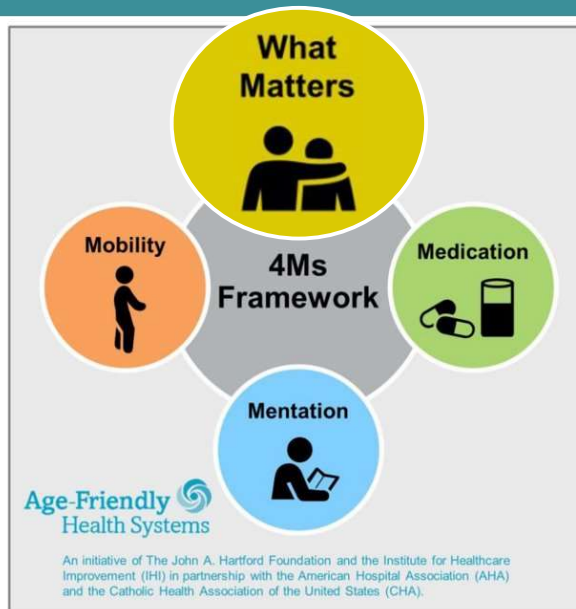 What
Matters
Mobility
4Ms
Framework
Medication
Mentation
Age-Friendly
Health Systems
An initiative of The John A. Hartford Foundation and the Institute for Healthcare
Improvement (IHI) in partnership with the American Hospital Association (AHA)
and the Catholic Health Association of the United States (CHA).